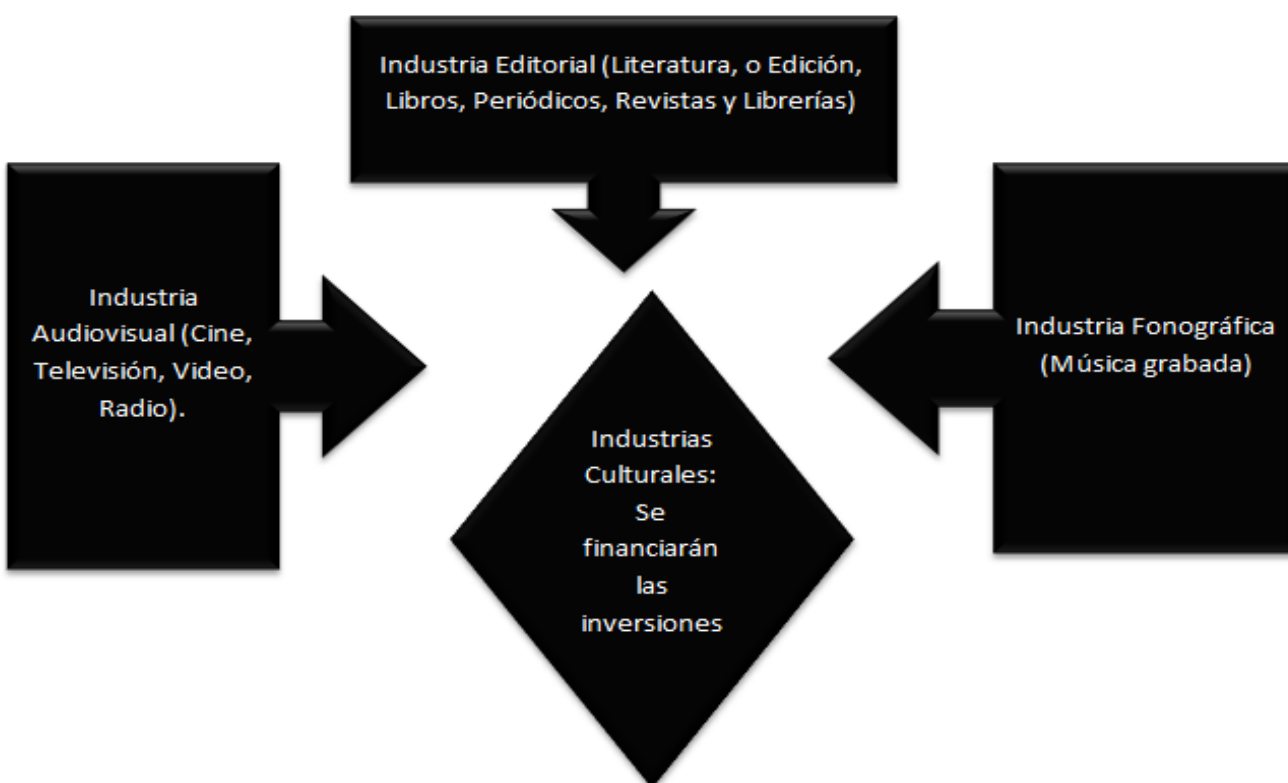 Industria Editorial (Literatura, o Edición,
Libros, Periódicos, Revistas y Librerías)
Industria
Audiovisual (Cine,
Televisión, Video,
Radio).
Industria Fonográfica
(Música grabada)
Industrias
Culturales:
Se
financiarán
las
inversiones